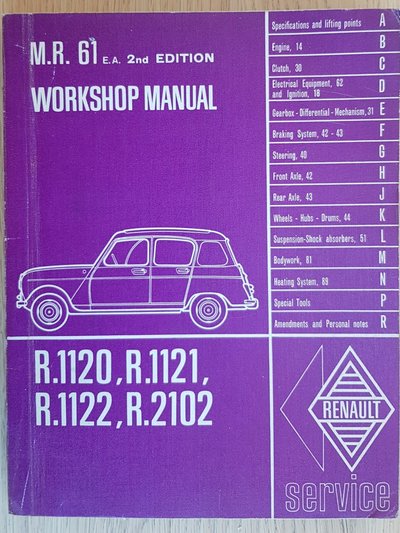 M.R. 61 E.A. 2nd EDITION
WORKSHOP MANUAL
R.1120, R.1121,
R.1122, R.2102
Specifications and lifting points A
Engine, 14 B
Clutch, 30 C
Electrical Equipment, 62
and Ignition, 16 D
Gearbox - Differential - Mechanism, 31 E
Braking System, 42 - 43 F
Steering, 40 G
Front Axle, 42 H
Rear Axle, 43 J
Wheels - Hubs - Drums, 44 K
Suspension-Shock absorbers, 51 L
Bodywork, 81 M
Heating System, 69 N
Special Tools P
Amendments and Personal notes R
RENAULT
service